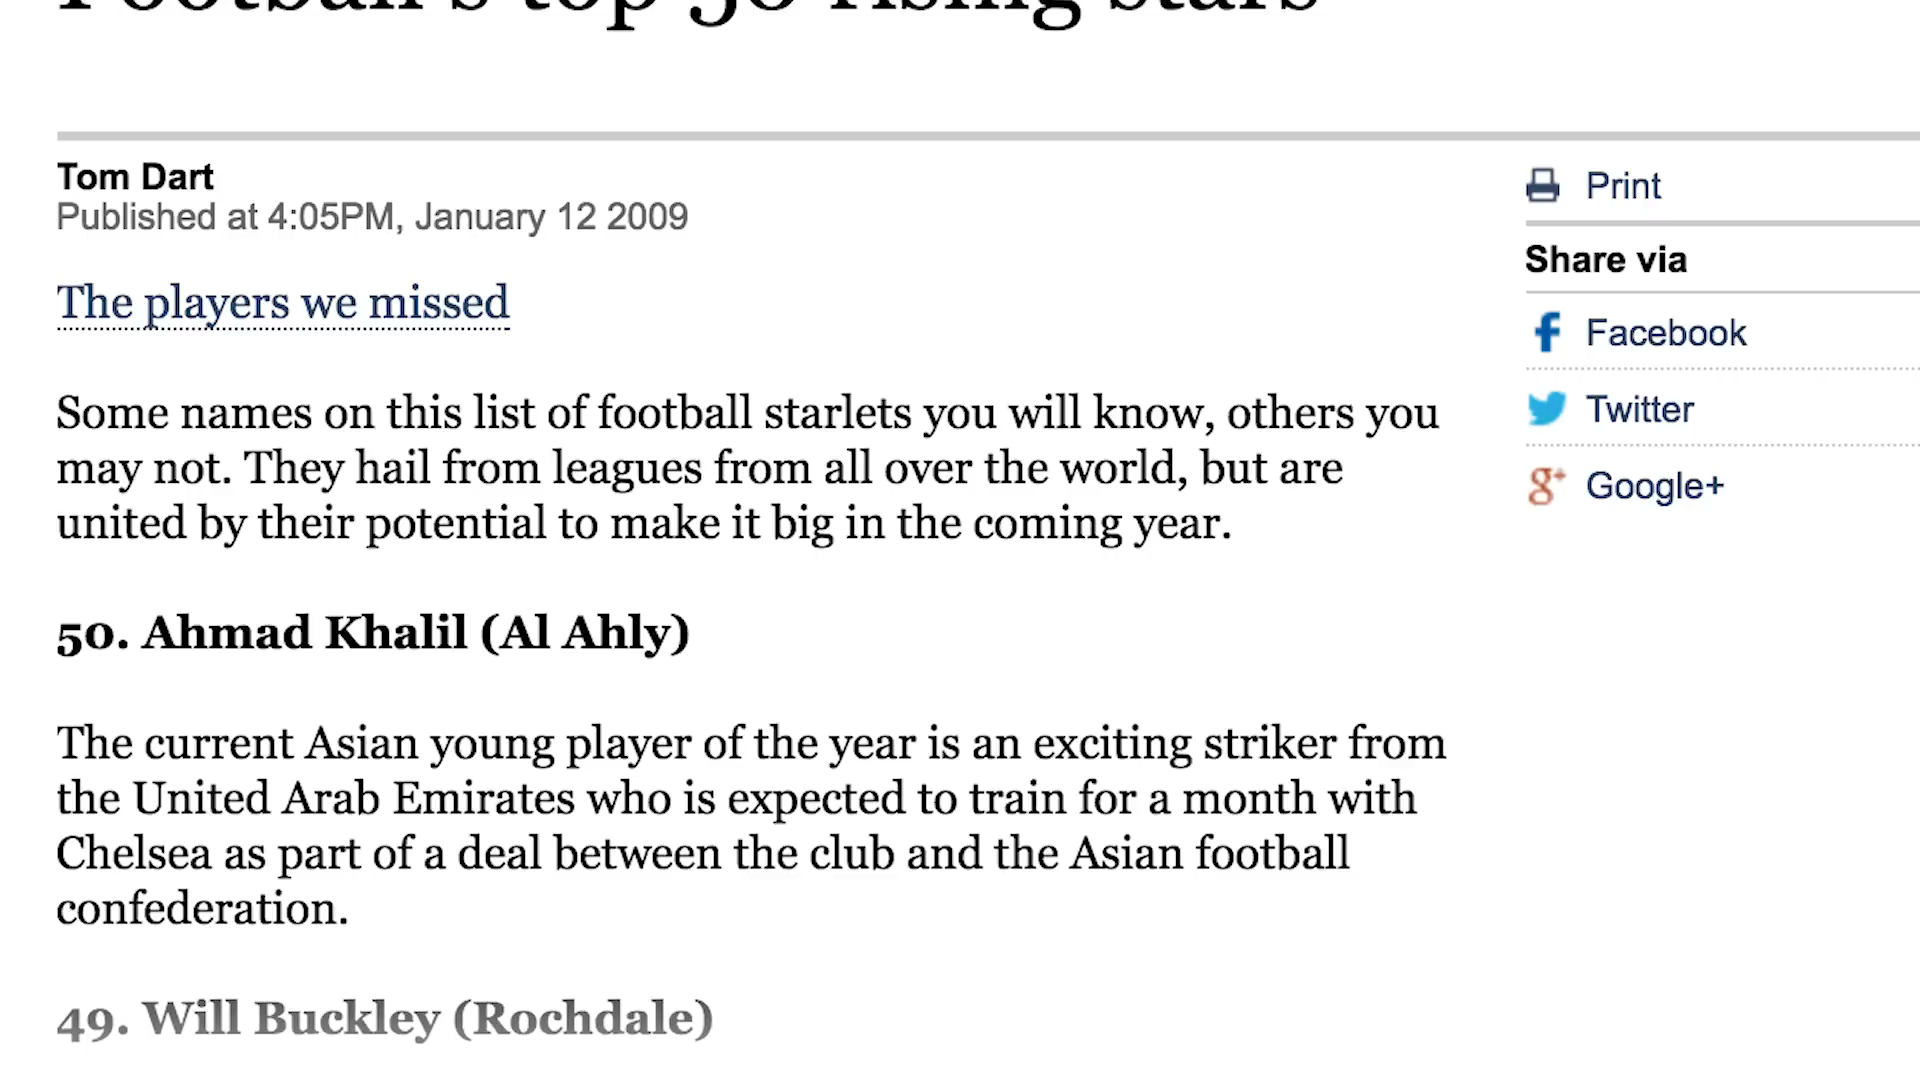 Football's top 50 rising stars
Tom Dart
Published at 4:05PM, January 12 2009
The players we missed
Some names on this list of football starlets you will know, others you
may not. They hail from leagues from all over the world, but are
united by their potential to make it big in the coming year.
50. Ahmad Khalil (Al Ahly)
The current Asian young player of the year is an exciting striker from
the United Arab Emirates who is expected to train for a month with
Chelsea as part of a deal between the club and the Asian football
confederation.
49. Will Buckley (Rochdale)
Print
Share via
Facebook
Twitter
Google+